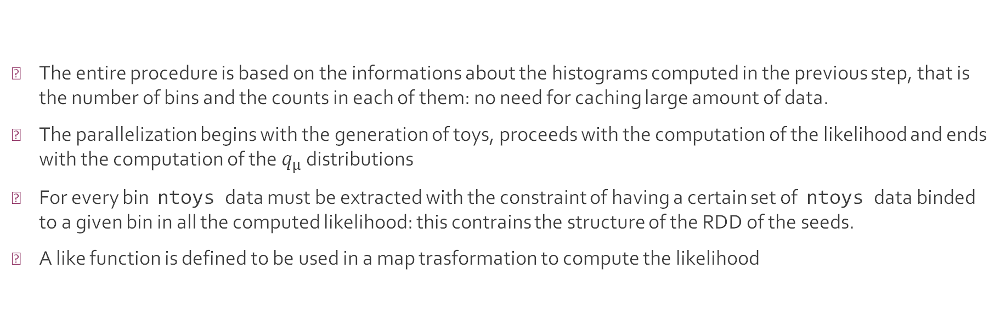 The entire procedure is based on the informations about the histograms computed in the previous step, that is
the number of bins and the counts in each of them: no need for caching large amount of data.
The parallelization begins with the generation of toys, proceeds with the computation of the likelihood and ends
with the computation of the qμ distributions
For every bin ntoys data must be extracted with the constraint of having a certain set of ntoys data binded
to a given bin in all the computed likelihood: this contrains the structure of the RDD of the seeds.
A like function is defined to be used in a map trasformation to compute the likelihood